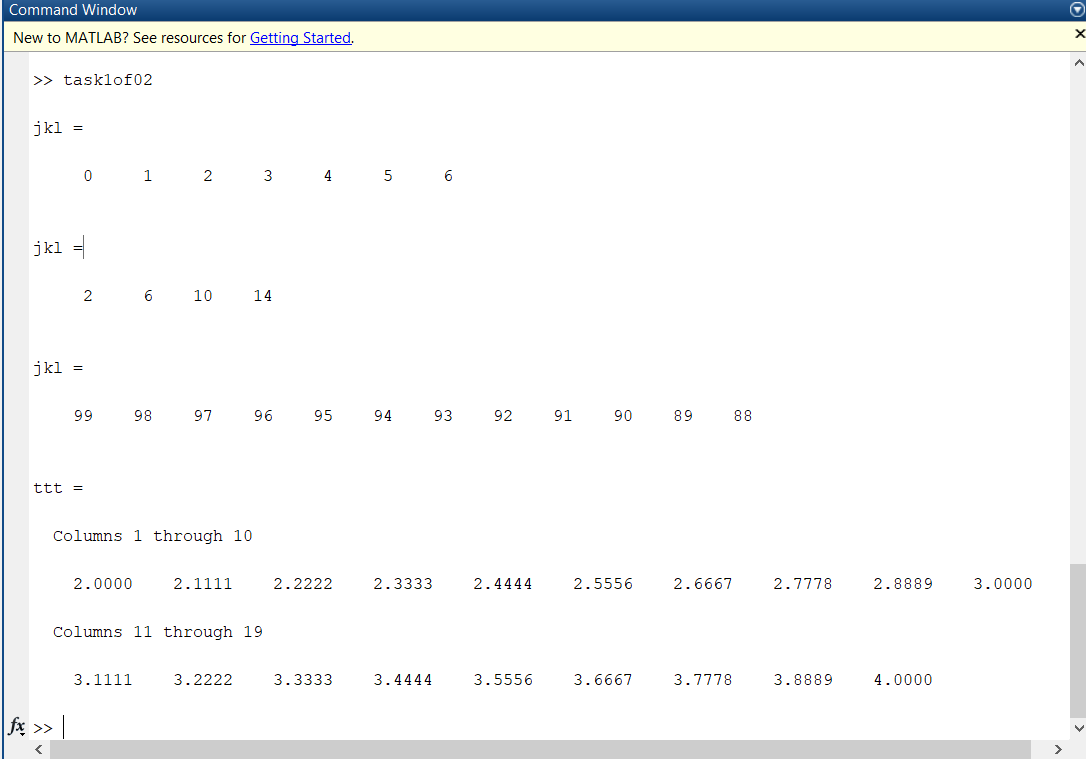 Command Window
New to MATLAB? See resources for Getting Started.
>> task1of02
jkl =
0 1 2 3 4 5 6
jkl =
2 6 10 14
jkl =
99 98 97 96 95 94 93 92 91 90 89 88
ttt =
Columns 1 through 10
2.0000 2.1111 2.2222 2.3333 2.4444 2.5556 2.6667 2.7778 2.8889 3.0000
Columns 11 through 19
3.1111 3.2222 3.3333 3.4444 3.5556 3.6667 3.7778 3.8889 4.0000
fx >>